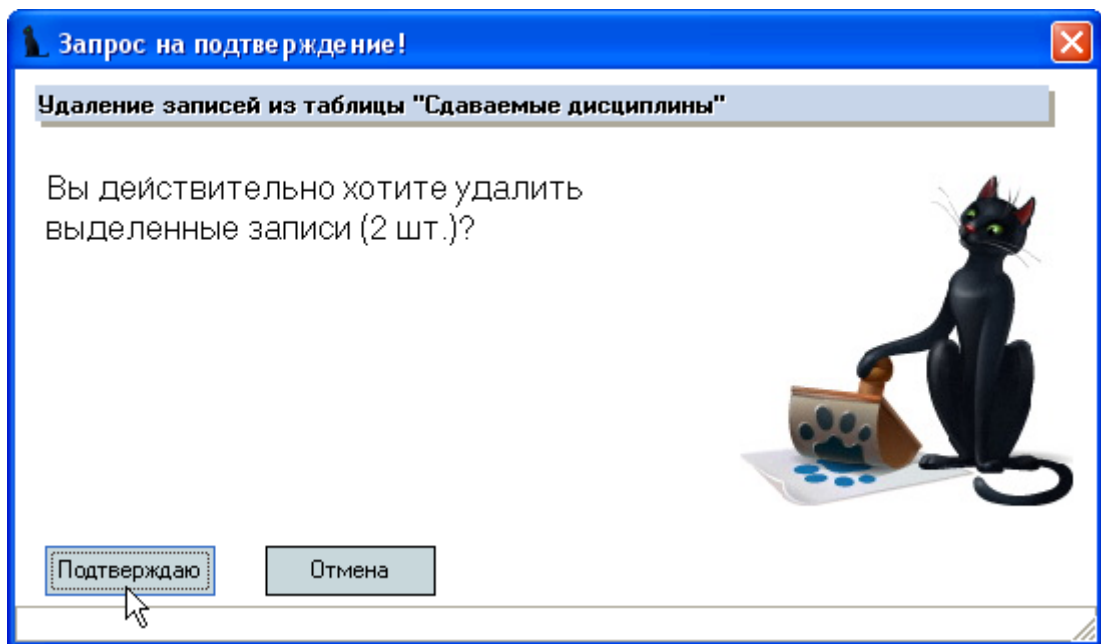 Запрос на подтверждение!
Удаление записей из таблицы "Сдаваемые дисциплины"
Вы действительно хотите удалить
выделенные записи (2 шт.)?
Подтверждаю
Отмена